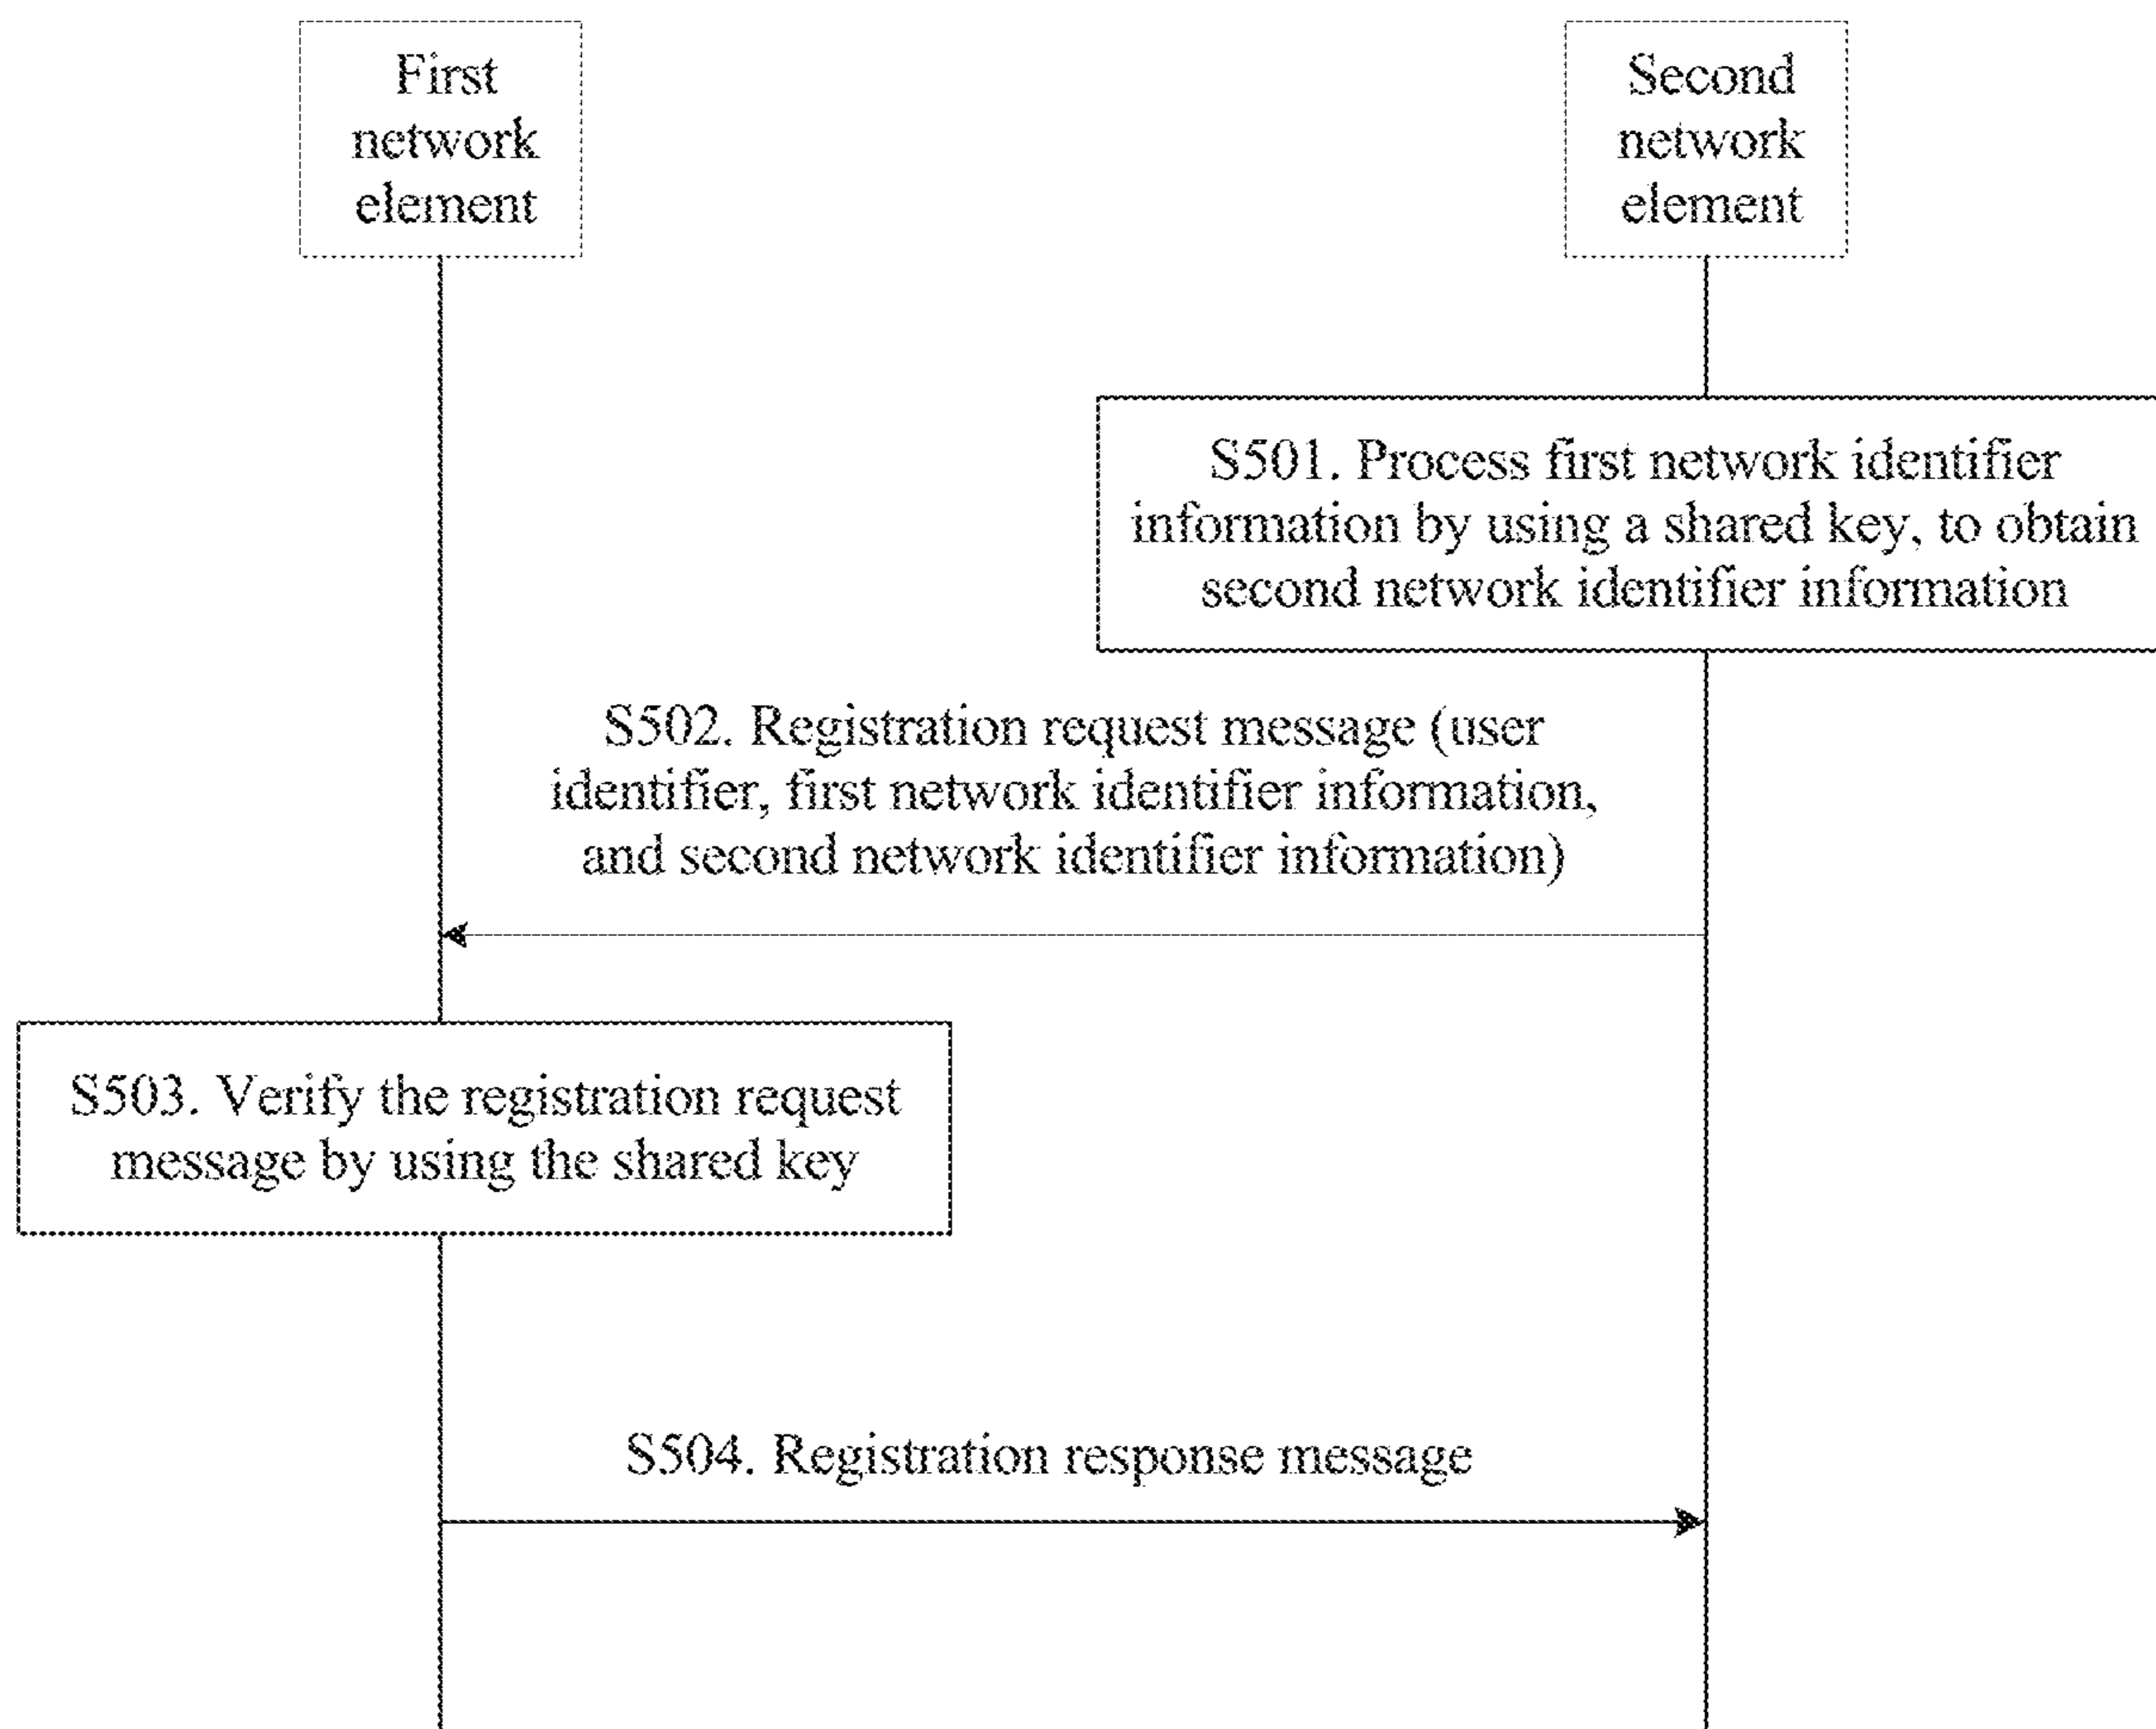 First
network
element
Second
network
element
S501. Process first network identifier
information by using a shared key, to obtain
second network identifier information
S502. Registration request message (user
identifier, first network identifier information,
and second network identifier information)
S503. Verify the registration request
message by using the shared key
S504. Registration response message